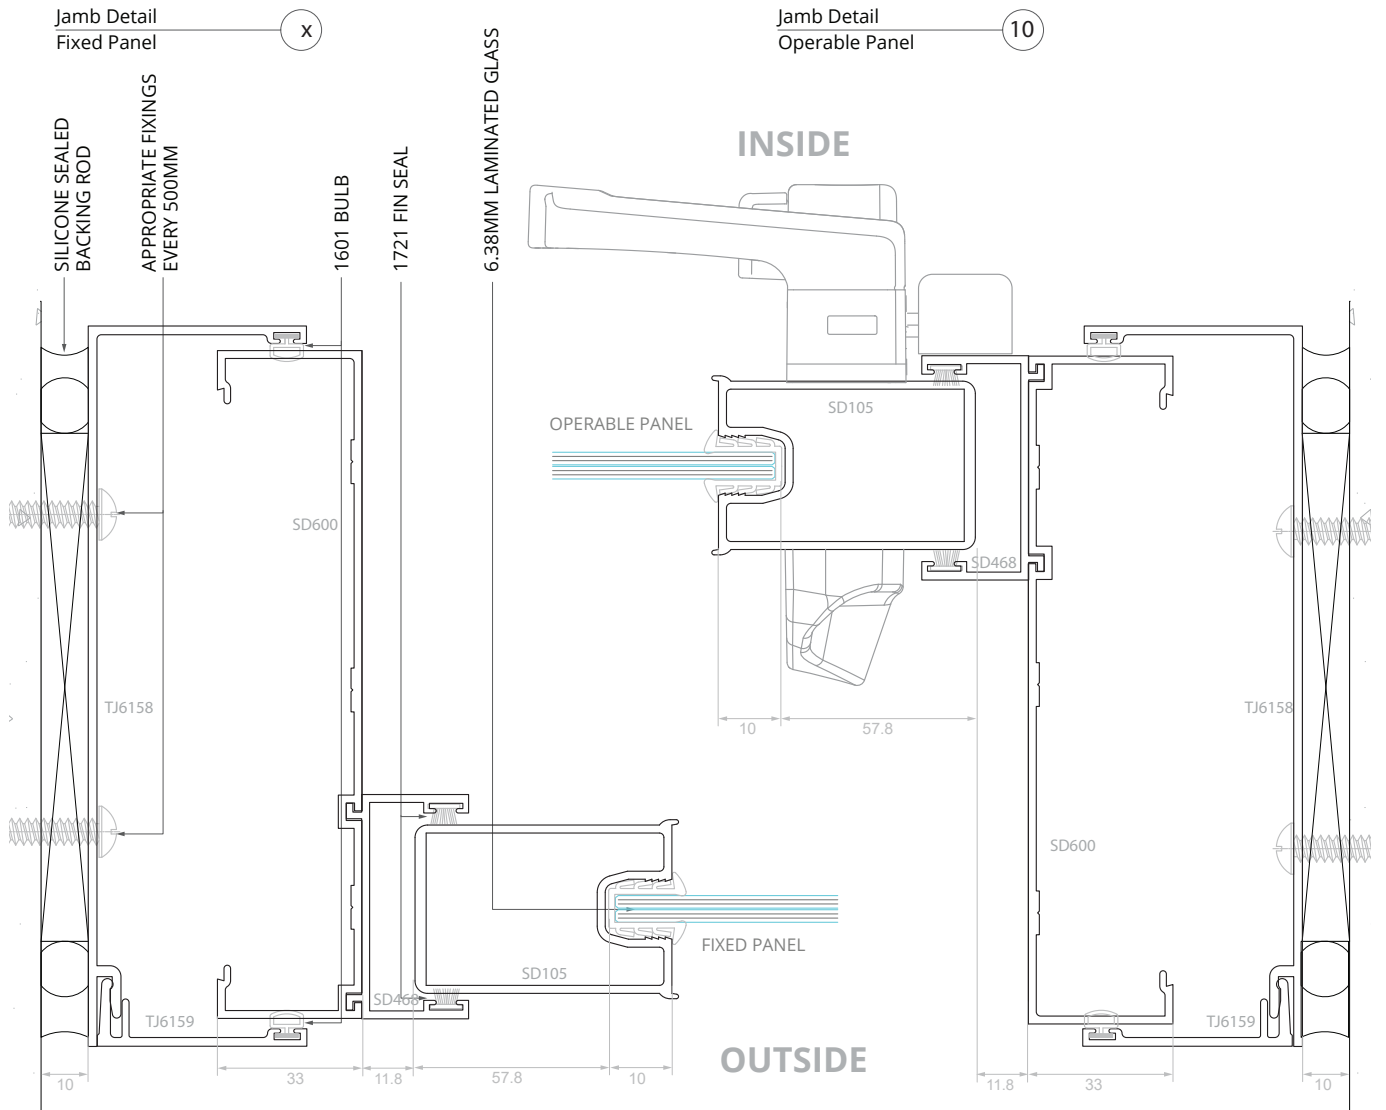 Jamb Detail
Fixed Panel
x
Jamb Detail
Operable Panel
10
SILICONE SEALED
BACKING ROD
APPROPRIATE FIXINGS
EVERY 500MM
1601 BULB
1721 FIN SEAL
6.38MM LAMINATED GLASS
INSIDE
SD105
OPERABLE PANEL
SD600
SD468
TJ6158
TJ6158
10
57.8
SD600
FIXED PANEL
SD105
SD468
TJ6159
TJ6159
OUTSIDE
10
33
11.8
57.8
10
11.8
33
10